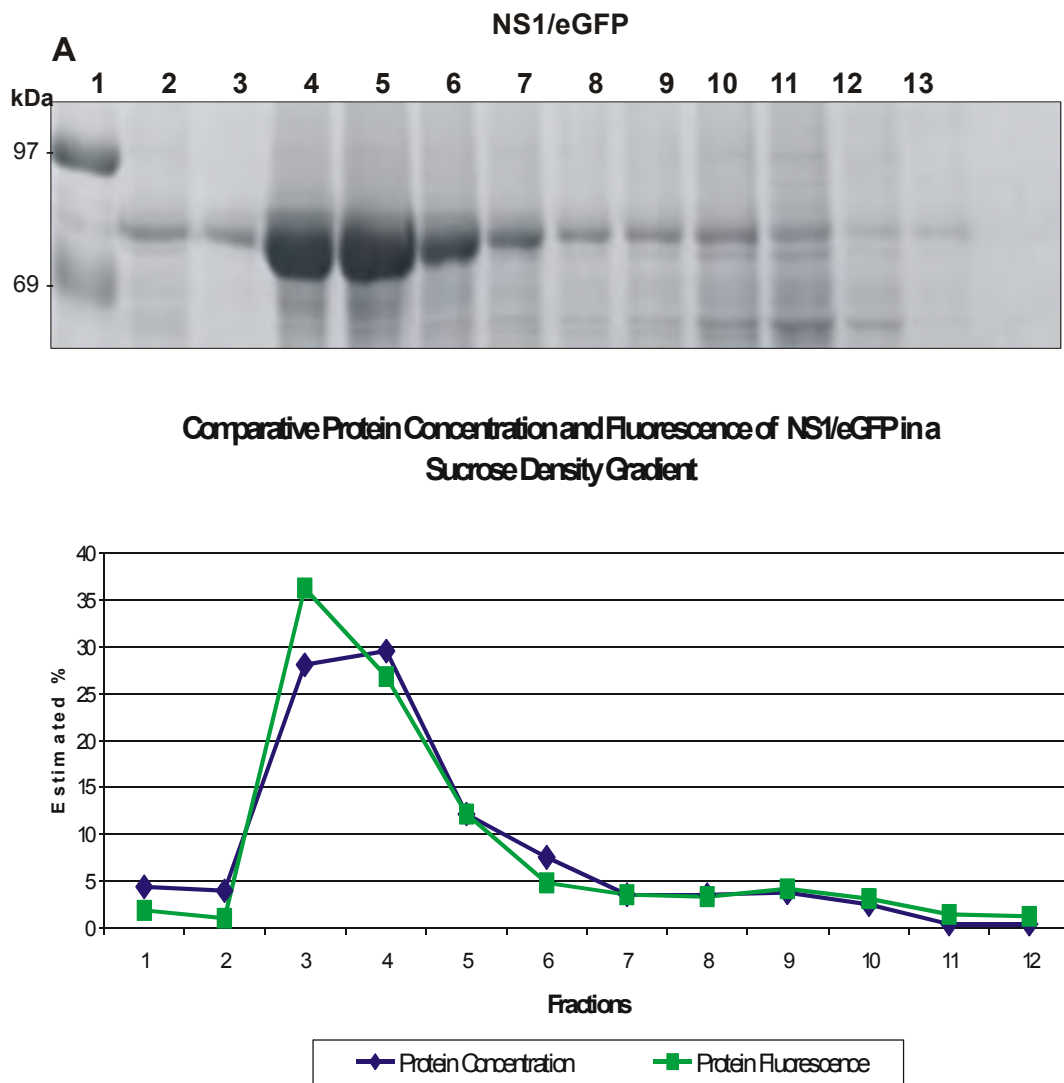 NS1/eGFP
A
1 2 3 4 5 6 7 8 9 10 11 12 13
kDa
97
69
Comparative Protein Concentration and Fluorescence of NS1/eGFP in a
Sucrose Density Gradient
40
35
30
25
20
15
10
5
0
Estimated %
1 2 3 4 5 6 7 8 9 10 11 12
Fractions
Protein Concentration Protein Fluorescence